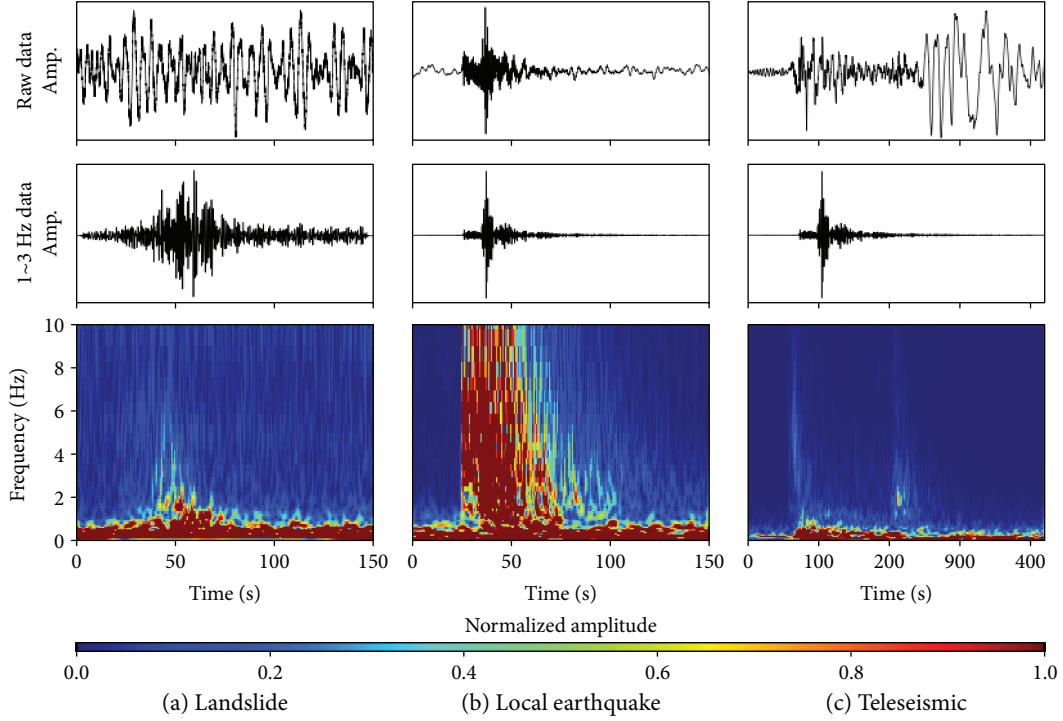 Raw data
Amp.
1~3 Hz data
Amp.
Frequency (Hz)
10
8
6
4
2
0
0 50 100 150
0 50 100 150
0 100 200 900 420
Time (s) Time (s) Time (s)
Normalized amplitude
0.0 0.2 0.4 0.6 0.8 1.0
(a) Landslide (b) Local earthquake (c) Teleseismic